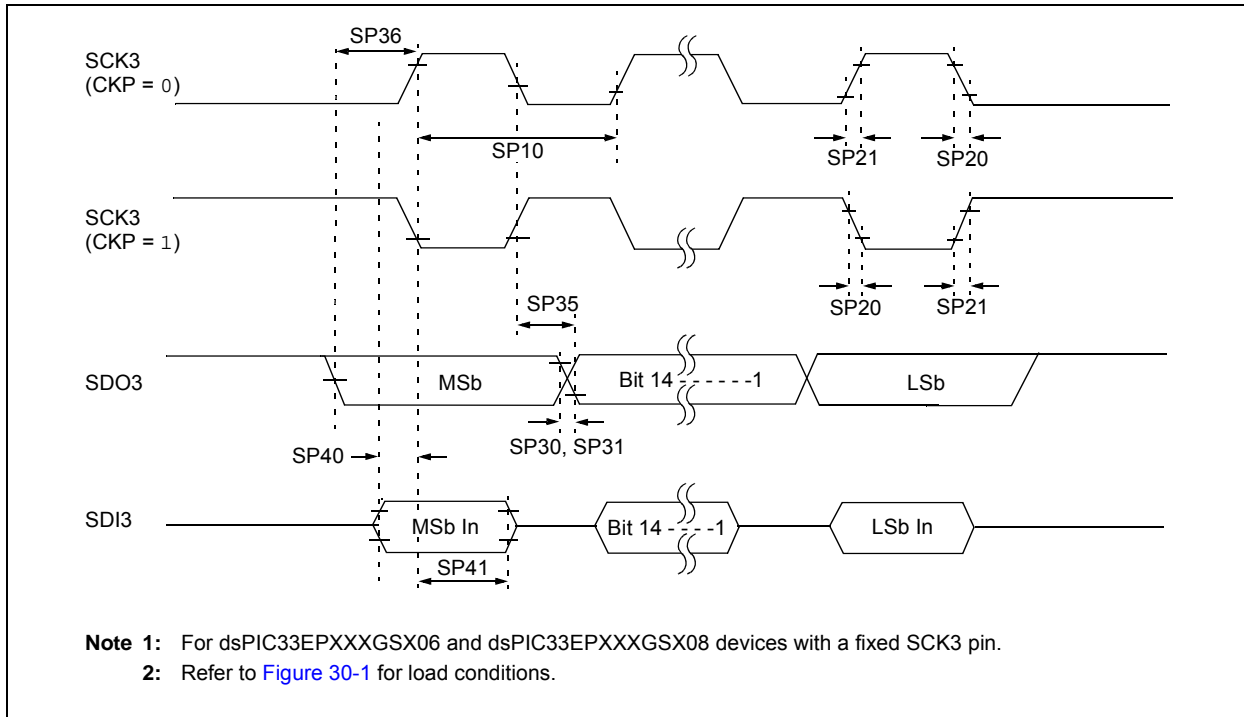 SP36
SCK3
(CKP = 0)
SP10
SP21
SP20
SCK3
(CKP = 1)
SP35
SP20
SP21
SDO3
MSb
Bit 14 - - - - - -1
LSb
SP30, SP31
SP40
SDI3
MSb In
Bit 14 - - - -1
LSb In
SP41
Note 1: For dsPIC33EPXXXGSX06 and dsPIC33EPXXXGSX08 devices with a fixed SCK3 pin.
2: Refer to Figure 30-1 for load conditions.